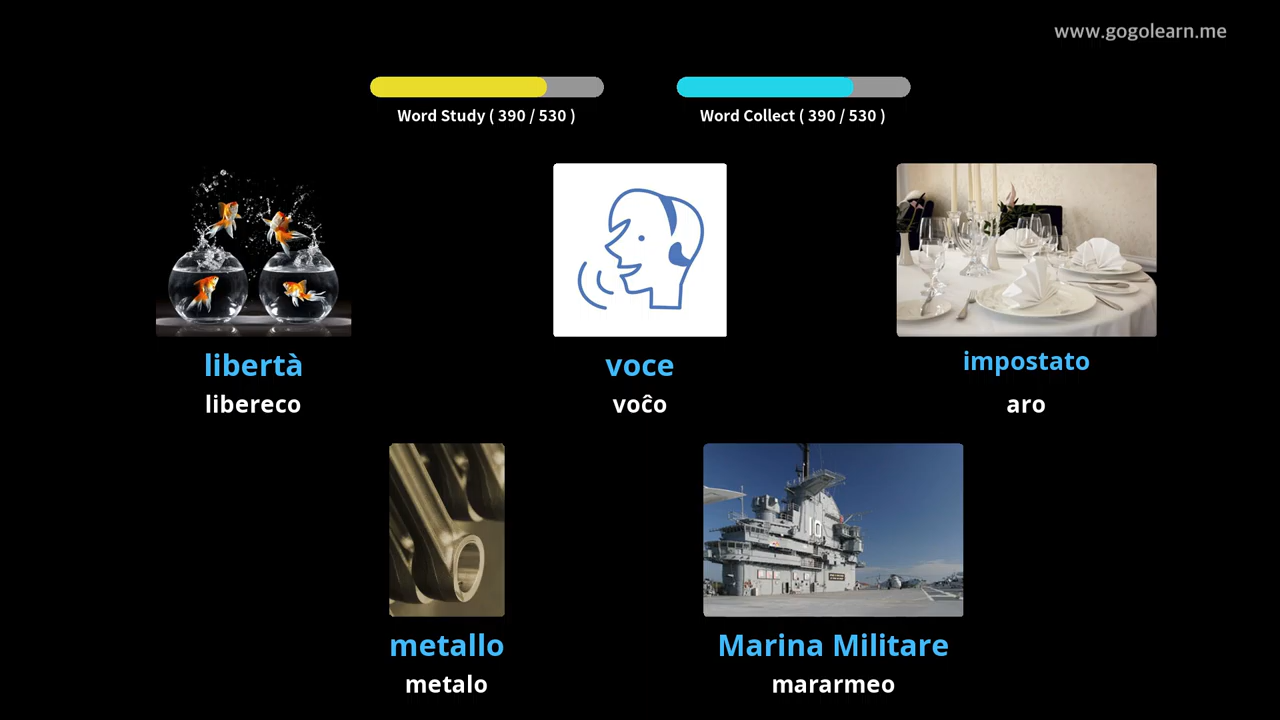 www.gogolearn.me
Word Study ( 390 / 530 )
Word Collect ( 390 / 530 )
libertà
libereco
voce
voĉo
impostato
aro
10
metallo
metalo
Marina Militare
mararmeo